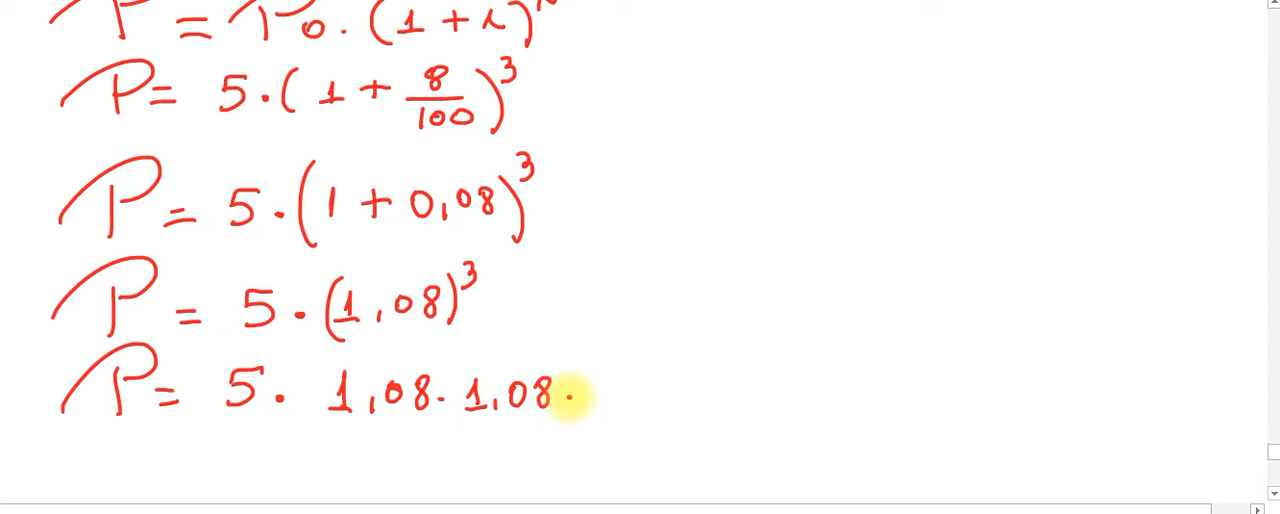 P = P₀ . (1 + i)
P = 5 . (1 + 8/100)³
P = 5 . (1 + 0,08)³
P = 5 . (1,08)³
P = 5 . 1,08 . 1,08 .